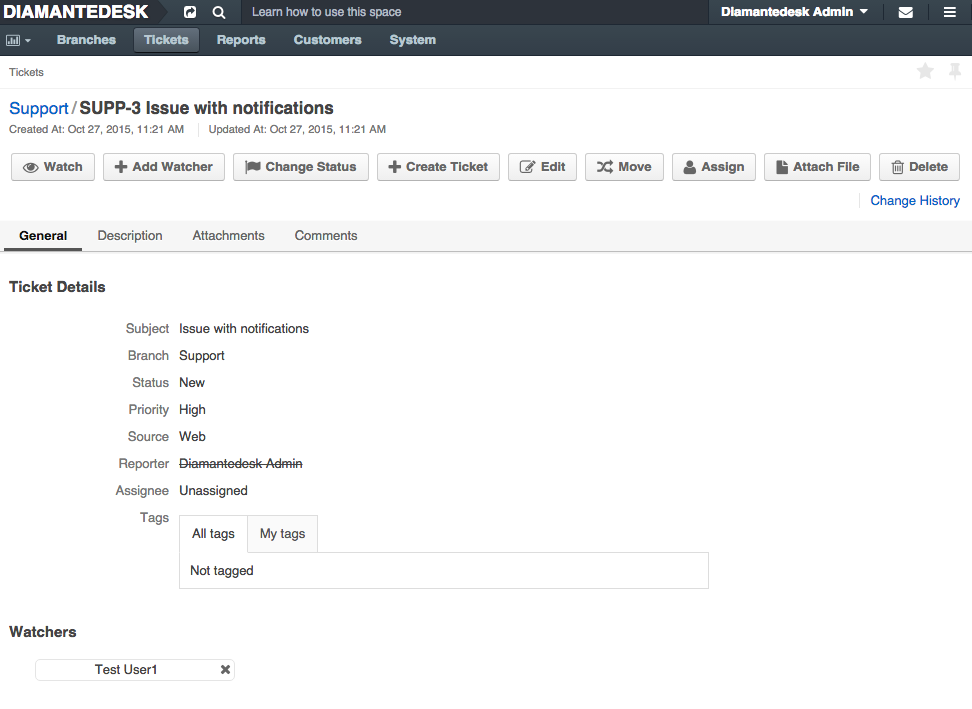 DIAMANTEDESK Learn how to use this space Diamantedesk Admin
Branches Tickets Reports Customers System
Tickets
Support / SUPP-3 Issue with notifications
Created At: Oct 27, 2015, 11:21 AM Updated At: Oct 27, 2015, 11:21 AM
Watch Add Watcher Change Status Create Ticket Edit Move Assign Attach File Delete
Change History
General Description Attachments Comments
Ticket Details
Subject Issue with notifications
Branch Support
Status New
Priority High
Source Web
Reporter Diamantedesk Admin
Assignee Unassigned
Tags All tags My tags
Not tagged
Watchers
Test User1